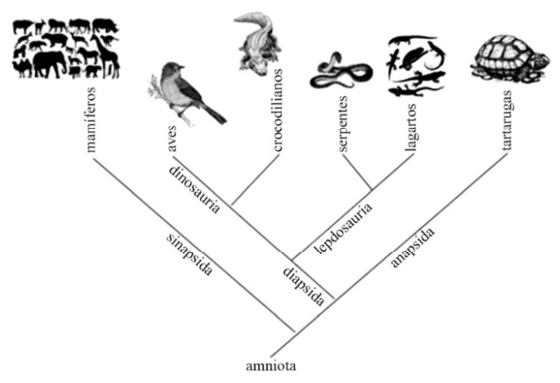 mamíferos
aves
crocodilianos
serpentes
lagartos
tartarugas
dinosauria
lepdosauria
sinapsida
diapsida
anapsida
amniota